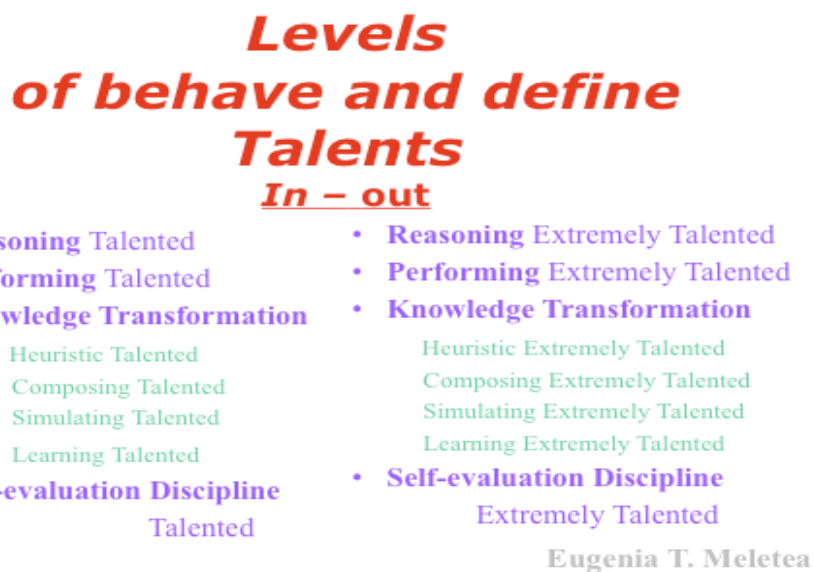 Levels
of behave and define
Talents
In – out
soning Talented
orming Talented
wledge Transformation
Heuristic Talented
Composing Talented
Simulating Talented
Learning Talented
-evaluation Discipline
Talented
• Reasoning Extremely Talented
• Performing Extremely Talented
• Knowledge Transformation
Heuristic Extremely Talented
Composing Extremely Talented
Simulating Extremely Talented
Learning Extremely Talented
• Self-evaluation Discipline
Extremely Talented
Eugenia T. Meletea